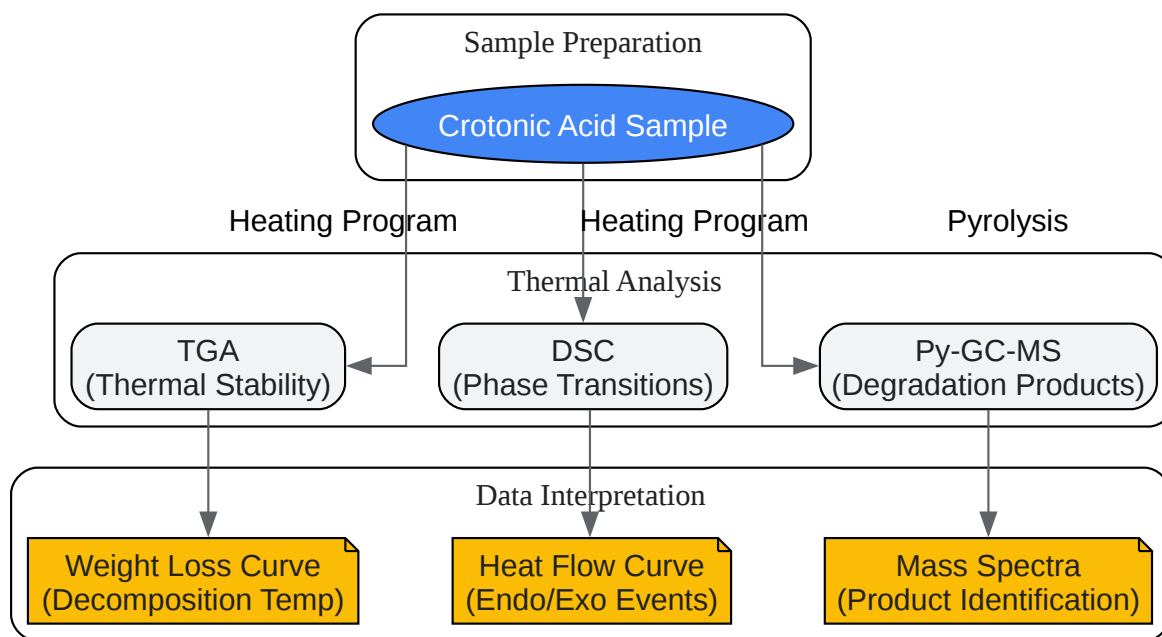 Sample Preparation
Crotonic Acid Sample
Heating Program
Heating Program
Pyrolysis
Thermal Analysis
TGA
(Thermal Stability)
DSC
(Phase Transitions)
Py-GC-MS
(Degradation Products)
Data Interpretation
Weight Loss Curve
(Decomposition Temp)
Heat Flow Curve
(Endo/Exo Events)
Mass Spectra
(Product Identification)